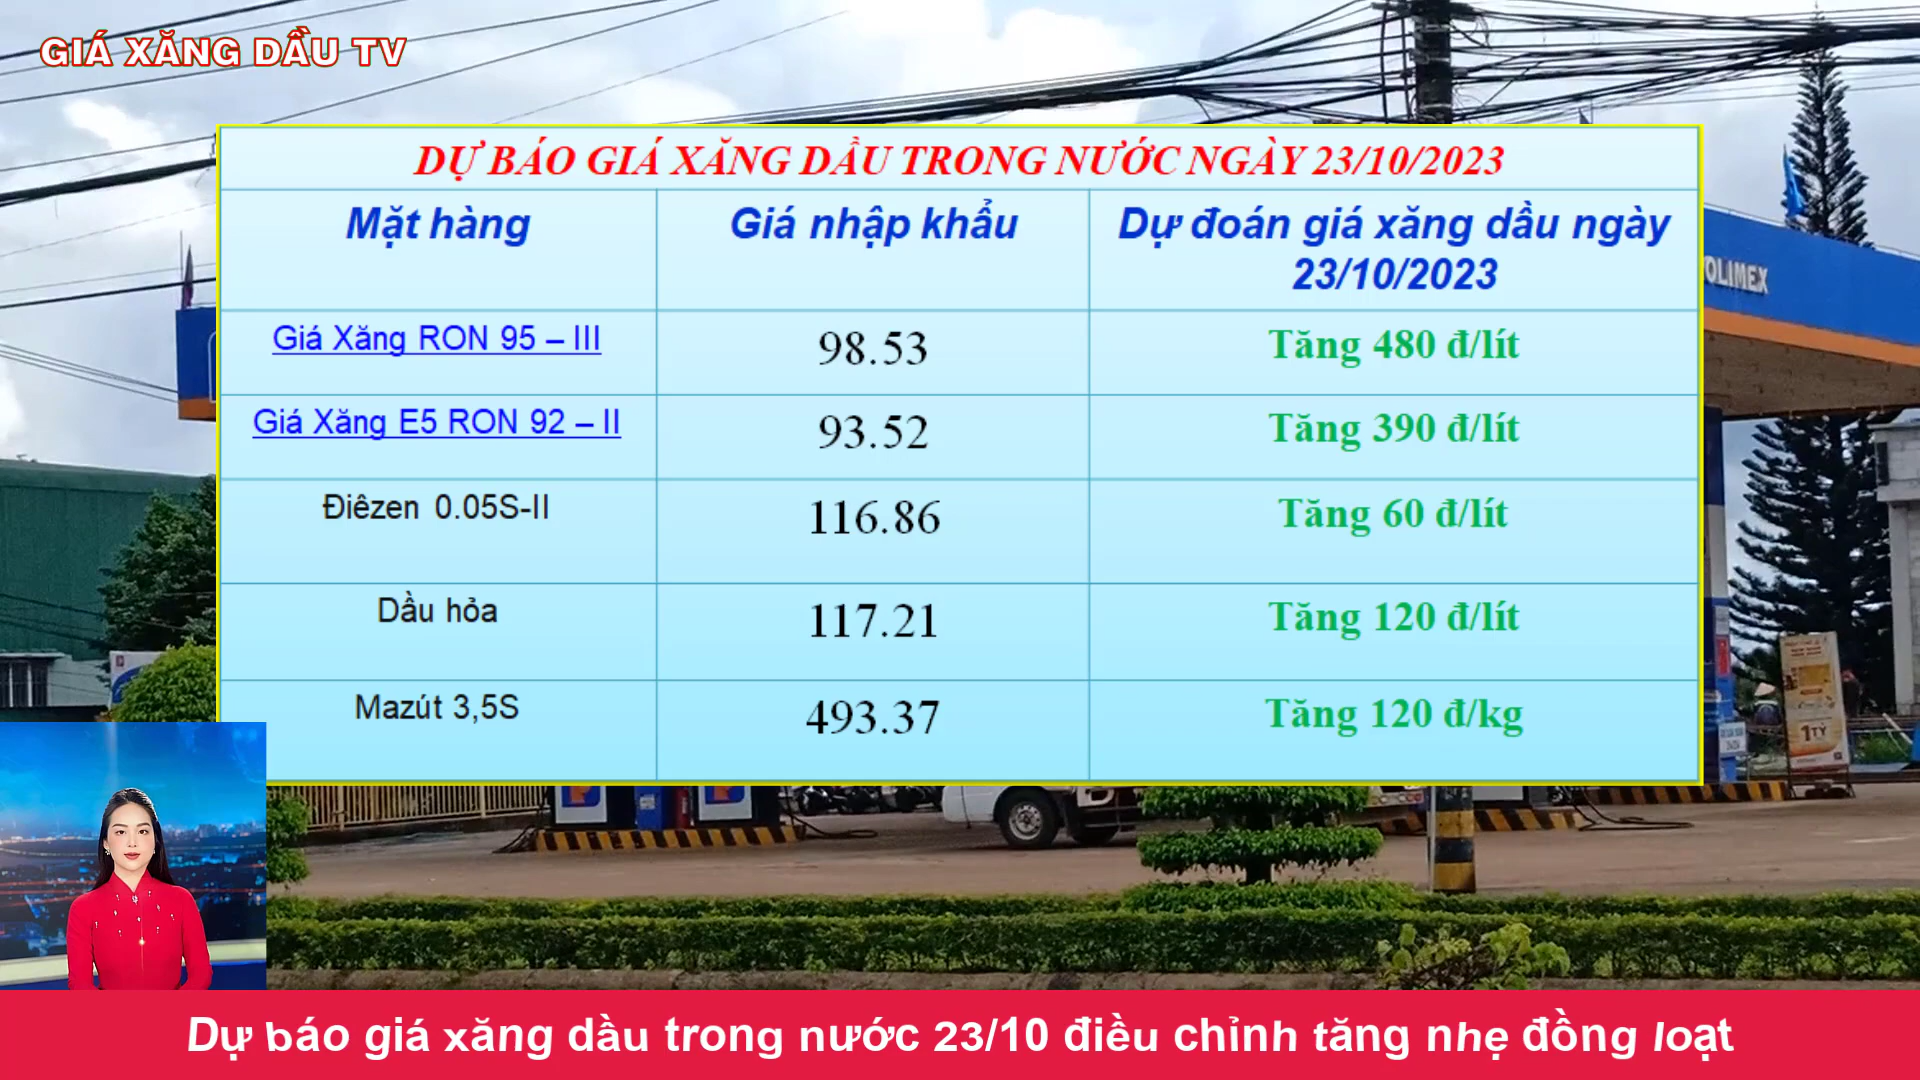 GIÁ XĂNG DẦU TV
DỰ BÁO GIÁ XĂNG DẦU TRONG NƯỚC NGÀY 23/10/2023
Mặt hàng
Giá nhập khẩu
Dự đoán giá xăng dầu ngày
23/10/2023
Giá Xăng RON 95 – III
98.53
Tăng 480 đ/lít
Giá Xăng E5 RON 92 – II
93.52
Tăng 390 đ/lít
Điêzen 0.05S-II
116.86
Tăng 60 đ/lít
Dầu hỏa
117.21
Tăng 120 đ/lít
Mazút 3,5S
493.37
Tăng 120 đ/kg
OLIMEX
1 TỶ
Dự báo giá xăng dầu trong nước 23/10 điều chỉnh tăng nhẹ đồng loạt